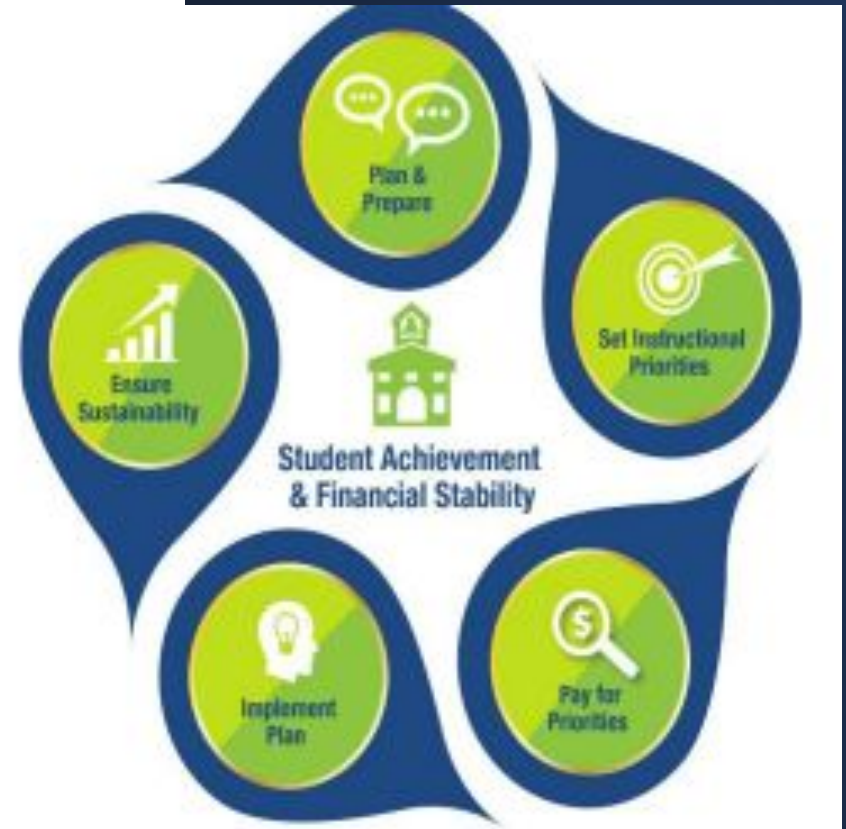 Plan &
Prepare
Set Instructional
Priorities
Pay for
Priorities
Implement
Plan
Ensure
Sustainability
Student Achievement
& Financial Stability
$